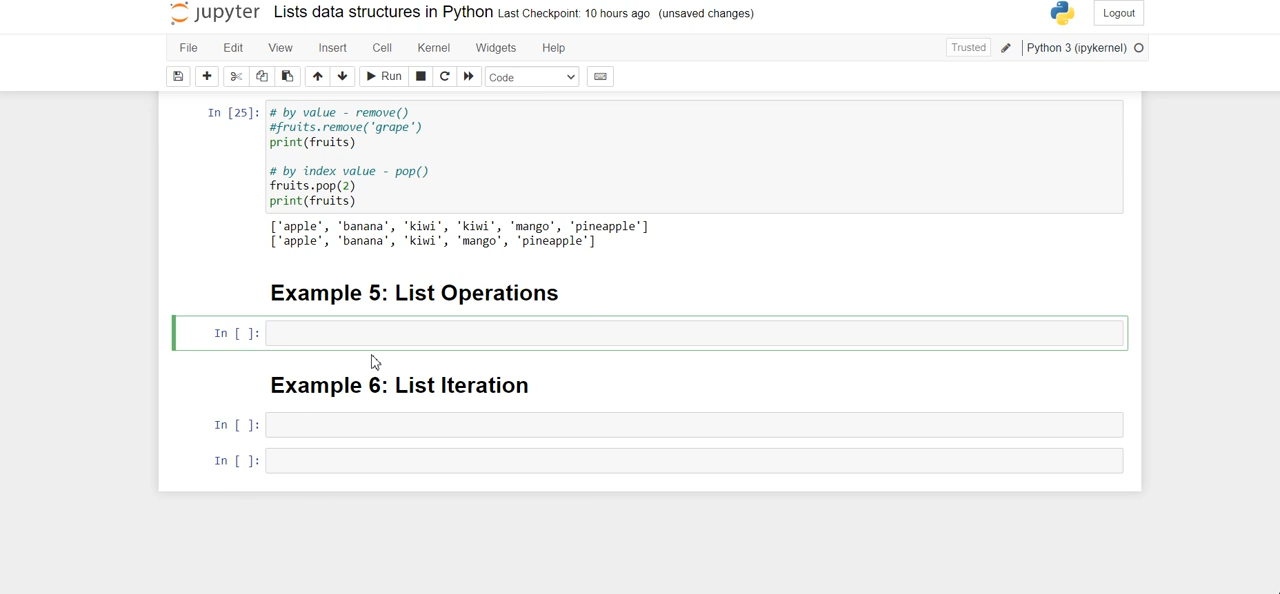 jupyter Lists data structures in Python Last Checkpoint: 10 hours ago (unsaved changes)
Logout
File Edit View Insert Cell Kernel Widgets Help
Trusted Python 3 (ipykernel)
Run Code
In [25]: # by value - remove()
#fruits.remove('grape')
print(fruits)
# by index value - pop()
fruits.pop(2)
print(fruits)
['apple', 'banana', 'kiwi', 'kiwi', 'mango', 'pineapple']
['apple', 'banana', 'kiwi', 'mango', 'pineapple']
Example 5: List Operations
In [ ]:
Example 6: List Iteration
In [ ]:
In [ ]: